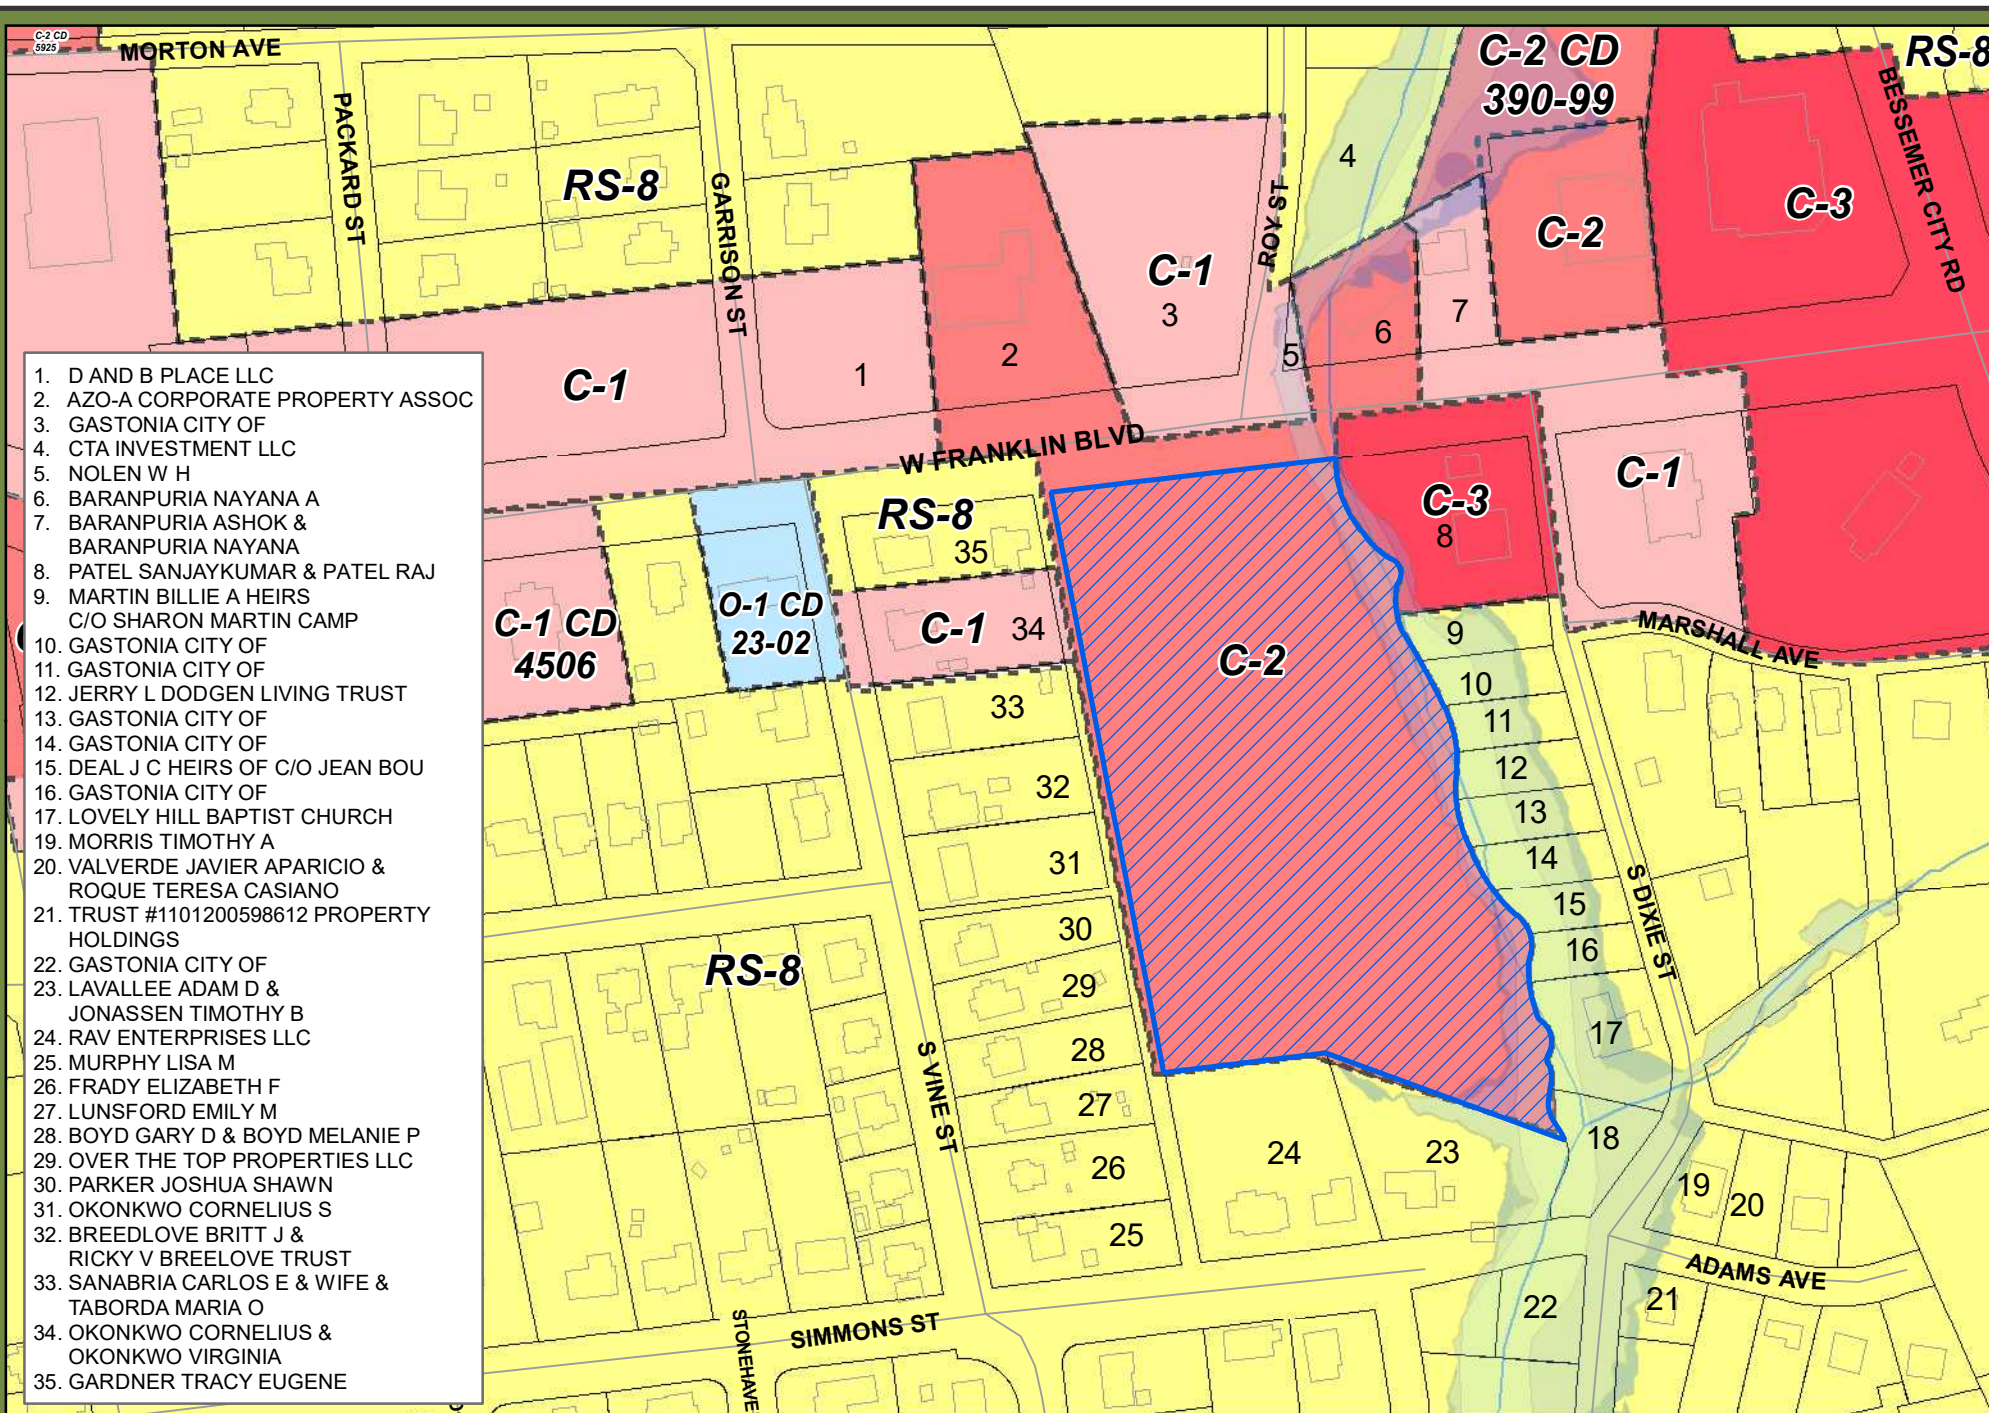 C-2 CD
5925
MORTON AVE
PACKARD ST
RS-8
GARRISON ST
C-1
1
2
C-1
3
ROY ST
4
5
6
7
C-2 CD
390-99
C-2
C-3
BESSEMER CITY RD
RS-8
W FRANKLIN BLVD
1. D AND B PLACE LLC
2. AZO-A CORPORATE PROPERTY ASSOC
3. GASTONIA CITY OF
4. CTA INVESTMENT LLC
5. NOLEN W H
6. BARANPURIA NAYANA A
7. BARANPURIA ASHOK &
BARANPURIA NAYANA
8. PATEL SANJAYKUMAR & PATEL RAJ
9. MARTIN BILLIE A HEIRS
C/O SHARON MARTIN CAMP
10. GASTONIA CITY OF
11. GASTONIA CITY OF
12. JERRY L DODGEN LIVING TRUST
13. GASTONIA CITY OF
14. GASTONIA CITY OF
15. DEAL J C HEIRS OF C/O JEAN BOU
16. GASTONIA CITY OF
17. LOVELY HILL BAPTIST CHURCH
19. MORRIS TIMOTHY A
20. VALVERDE JAVIER APARICIO &
ROQUE TERESA CASIANO
21. TRUST #1101200598612 PROPERTY
HOLDINGS
22. GASTONIA CITY OF
23. LAVALLEE ADAM D &
JONASSEN TIMOTHY B
24. RAV ENTERPRISES LLC
25. MURPHY LISA M
26. FRADY ELIZABETH F
27. LUNSFORD EMILY M
28. BOYD GARY D & BOYD MELANIE P
29. OVER THE TOP PROPERTIES LLC
30. PARKER JOSHUA SHAWN
31. OKONKWO CORNELIUS S
32. BREEDLOVE BRITT J &
RICKY V BREELOVE TRUST
33. SANABRIA CARLOS E & WIFE &
TABORDA MARIA O
34. OKONKWO CORNELIUS &
OKONKWO VIRGINIA
35. GARDNER TRACY EUGENE
C-1 CD
4506
O-1 CD
23-02
RS-8
35
C-1 34
C-2
C-3
8
C-1
MARSHALL AVE
9
10
11
12
13
14
15
16
17
18
S DIXIE ST
33
32
31
30
29
28
27
26
25
24
23
RS-8
S VINE ST
19
20
ADAMS AVE
21
22
SIMMONS ST
STONEHAVE